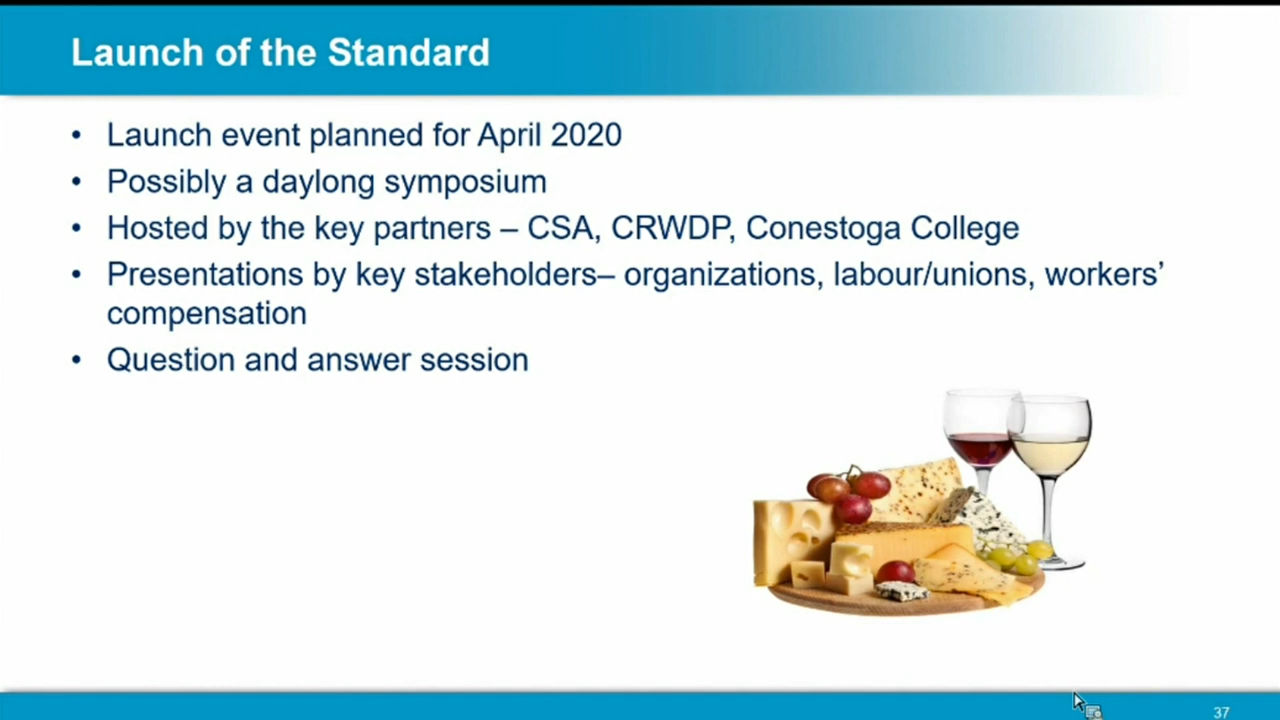 Launch of the Standard
• Launch event planned for April 2020
• Possibly a daylong symposium
• Hosted by the key partners – CSA, CRWDP, Conestoga College
• Presentations by key stakeholders– organizations, labour/unions, workers’
compensation
• Question and answer session
37